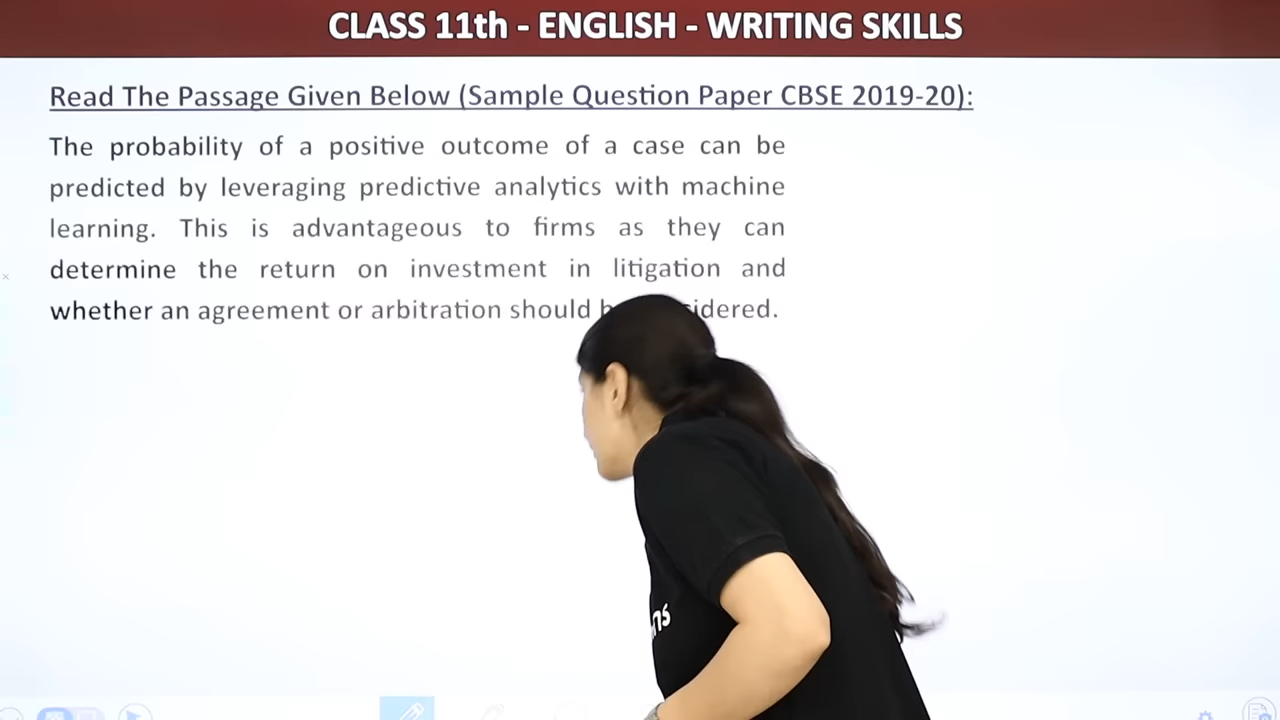 CLASS 11th - ENGLISH - WRITING SKILLS
Read The Passage Given Below (Sample Question Paper CBSE 2019-20):
The probability of a positive outcome of a case can be
predicted by leveraging predictive analytics with machine
learning. This is advantageous to firms as they can
determine the return on investment in litigation and
whether an agreement or arbitration should